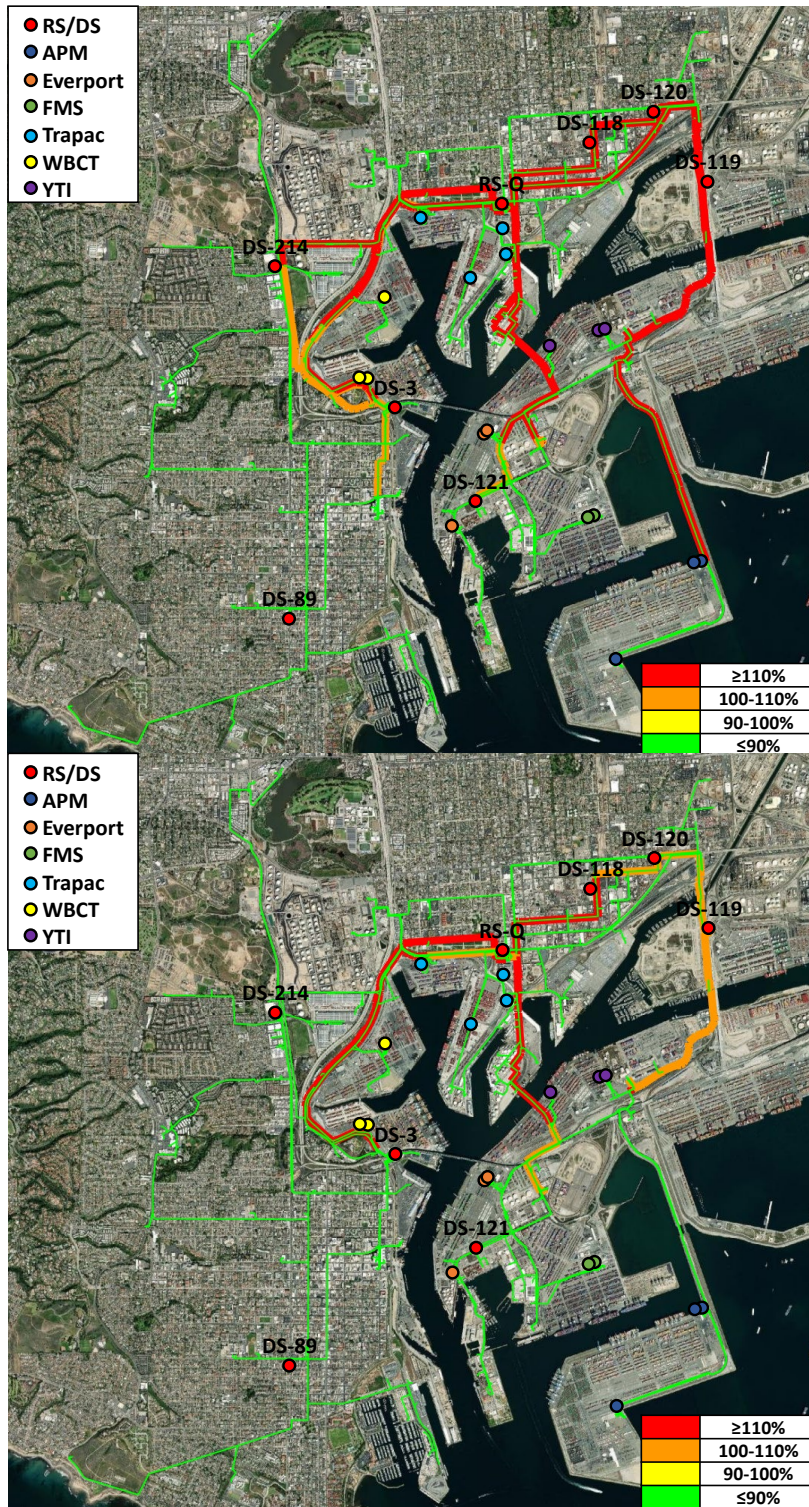 RS/DS
APM
Everport
FMS
Trapac
WBCT
YTI
DS-120
DS-118
DS-119
RS-Q
DS-214
DS-3
DS-121
DS-89
≥110%
100-110%
90-100%
≤90%
RS/DS
APM
Everport
FMS
Trapac
WBCT
YTI
DS-120
DS-118
DS-119
RS-Q
DS-214
DS-3
DS-121
DS-89
≥110%
100-110%
90-100%
≤90%